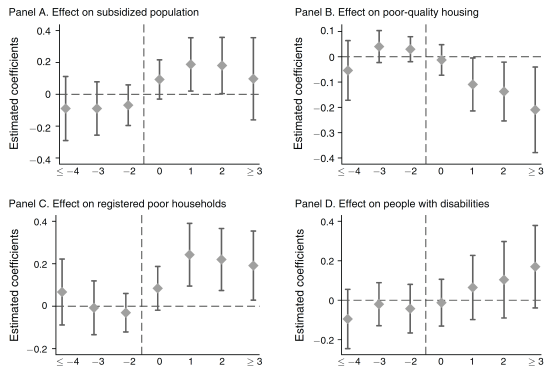 Panel A. Effect on subsidized population
Estimated coefficients
0.4
0.2
0
−0.2
−0.4
≤ −4 −3 −2 0 1 2 ≥ 3
Panel B. Effect on poor-quality housing
Estimated coefficients
0.1
0
−0.1
−0.2
−0.3
−0.4
≤ −4 −3 −2 0 1 2 ≥ 3
Panel C. Effect on registered poor households
Estimated coefficients
0.4
0.2
0
−0.2
≤ −4 −3 −2 0 1 2 ≥ 3
Panel D. Effect on people with disabilities
Estimated coefficients
0.4
0.2
0
−0.2
≤ −4 −3 −2 0 1 2 ≥ 3